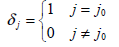 δⱼ = { 1  j = j₀
0  j ≠ j₀